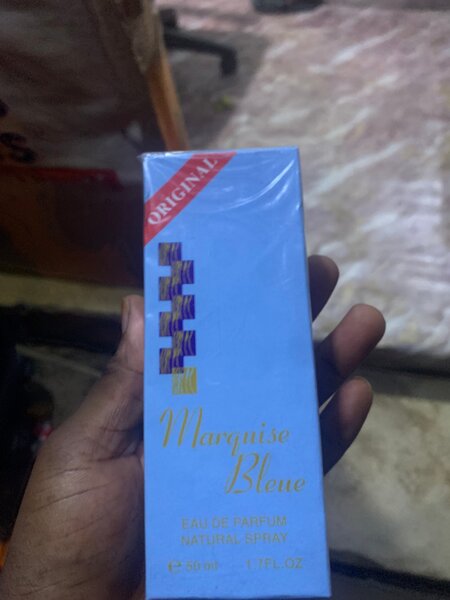 ORIGINAL
Marquise
Bleue
EAU DE PARFUM
NATURAL SPRAY
℮ 50 ml 1.7FL.OZ